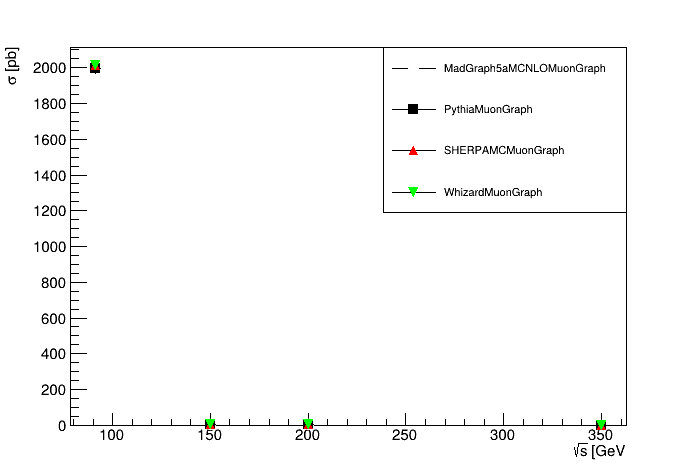 σ [pb]
2000
1800
1600
1400
1200
1000
800
600
400
200
0
MadGraph5aMCNLOMuonGraph
PythiaMuonGraph
SHERPAMCMuonGraph
WhizardMuonGraph
100 150 200 250 300 350
√s [GeV